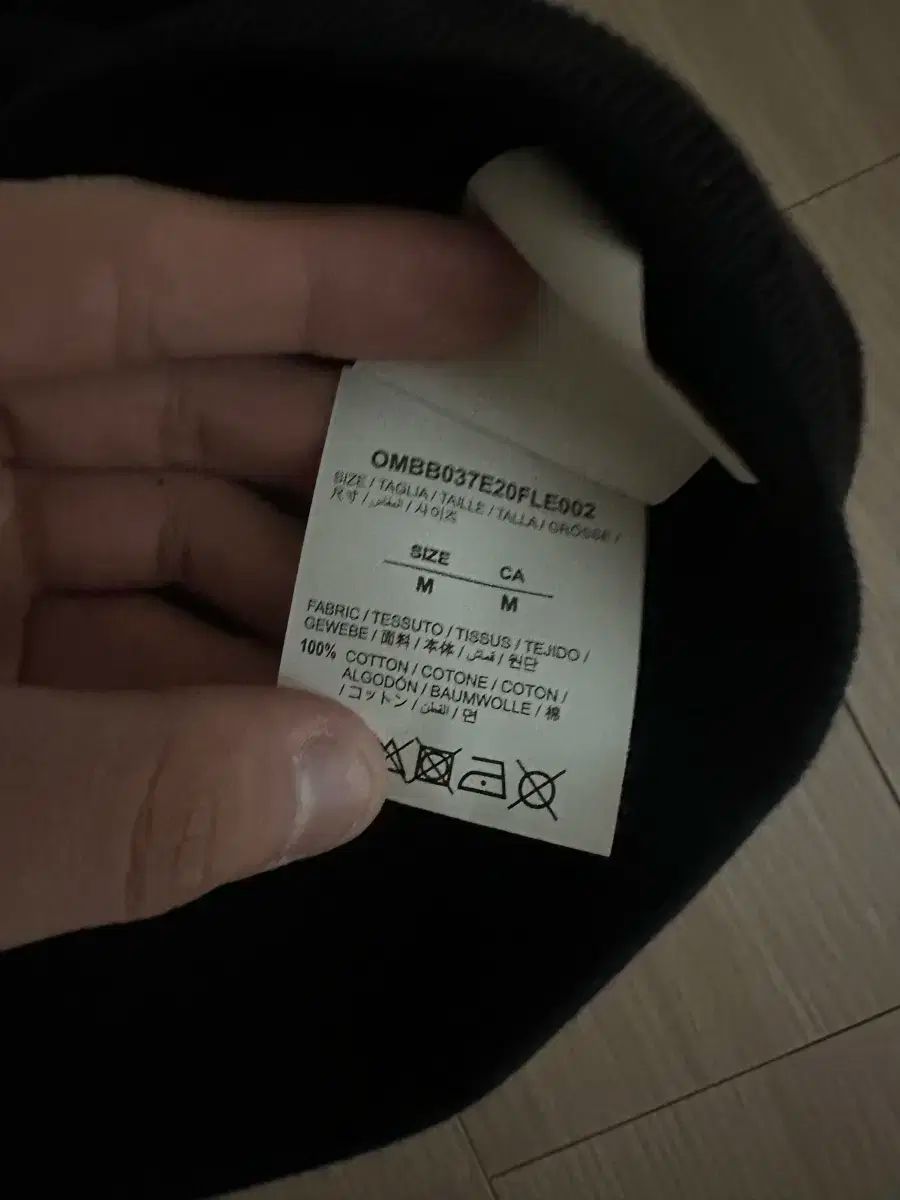 OMBB037E20FLE002
SIZE / TAGLIA / TAILLE / TALLA / GRÖSSE /
尺寸 / المقاس / 사이즈
SIZE CA
M M
FABRIC / TESSUTO / TISSUS / TEJIDO /
GEWEBE / 面料 / 本体 / قماش / 원단
100% COTTON / COTONE / COTON /
ALGODÓN / BAUMWOLLE / 棉
/ コットン / القطن / 면